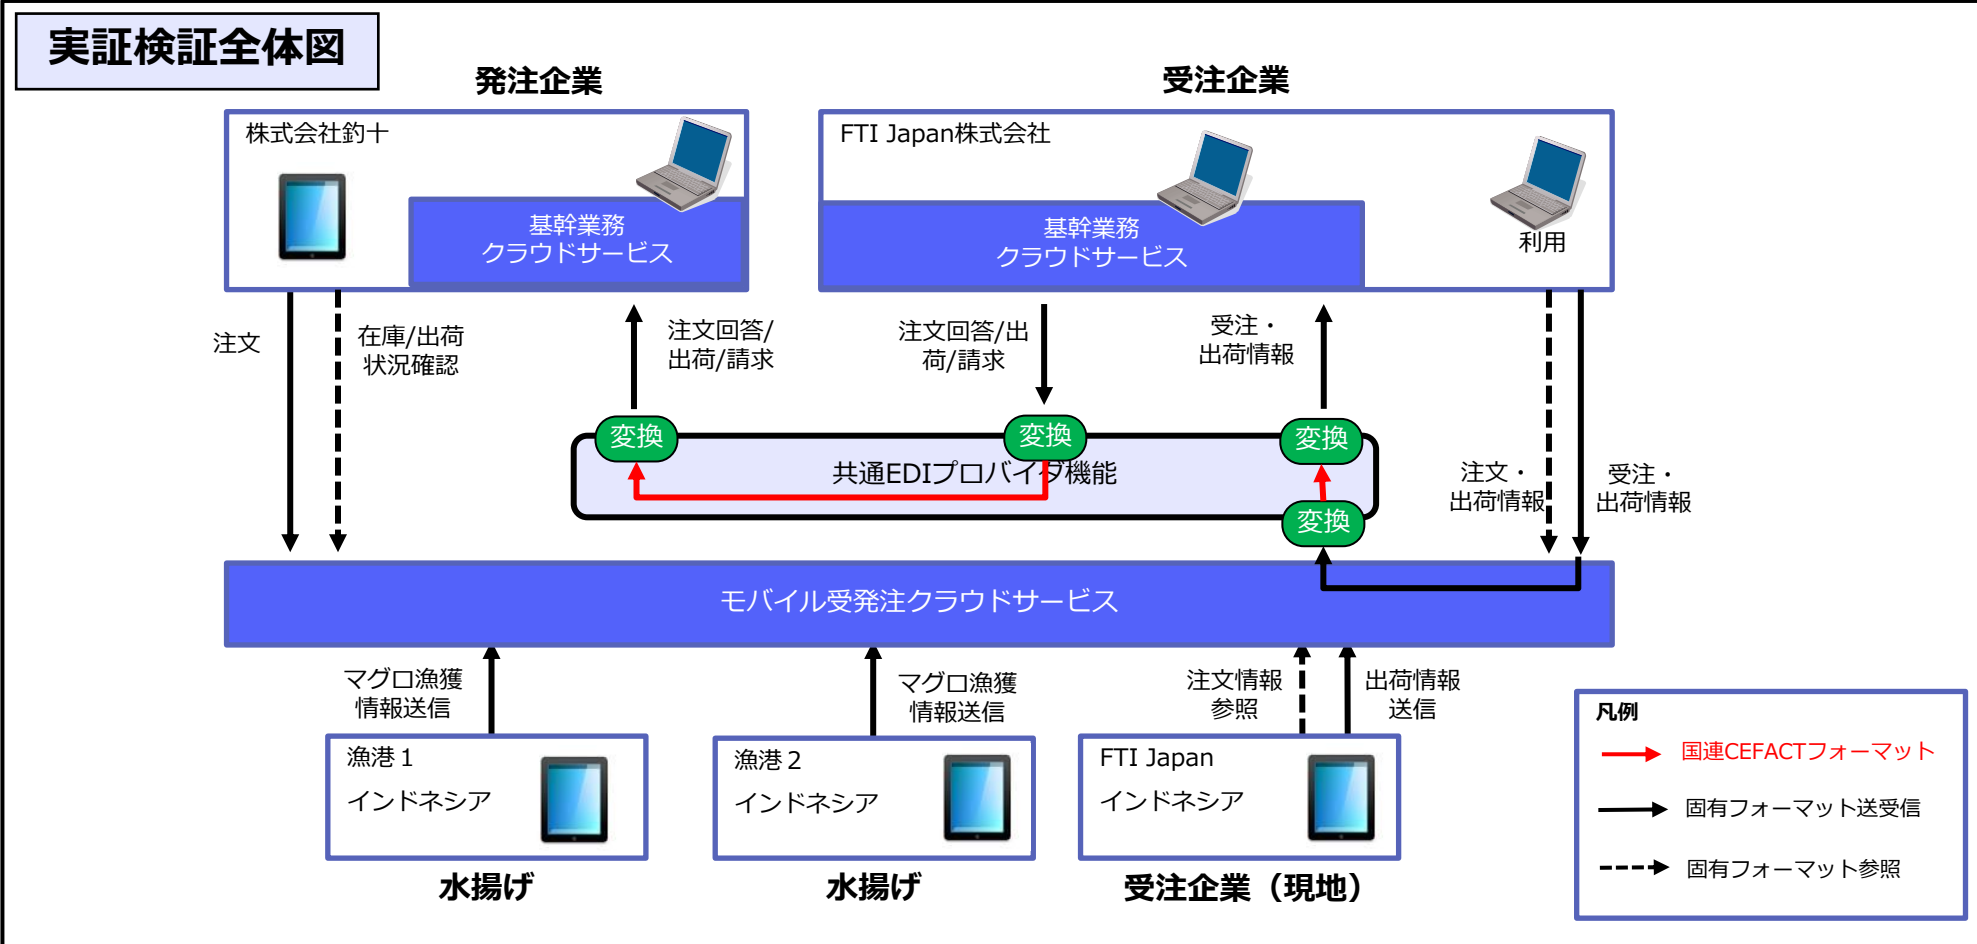 実証検証全体図
発注企業
受注企業
株式会社釣十
FTI Japan株式会社
基幹業務
クラウドサービス
基幹業務
クラウドサービス
利用
注文
在庫/出荷
状況確認
注文回答/
出荷/請求
注文回答/出
荷/請求
受注・
出荷情報
変換
変換
変換
共通EDIプロバイダ機能
変換
注文・
出荷情報
受注・
出荷情報
モバイル受発注クラウドサービス
マグロ漁獲
情報送信
マグロ漁獲
情報送信
注文情報
参照
出荷情報
送信
漁港１
インドネシア
漁港２
インドネシア
FTI Japan
インドネシア
水揚げ
水揚げ
受注企業（現地）
凡例
国連CEFACTフォーマット
固有フォーマット送受信
固有フォーマット参照